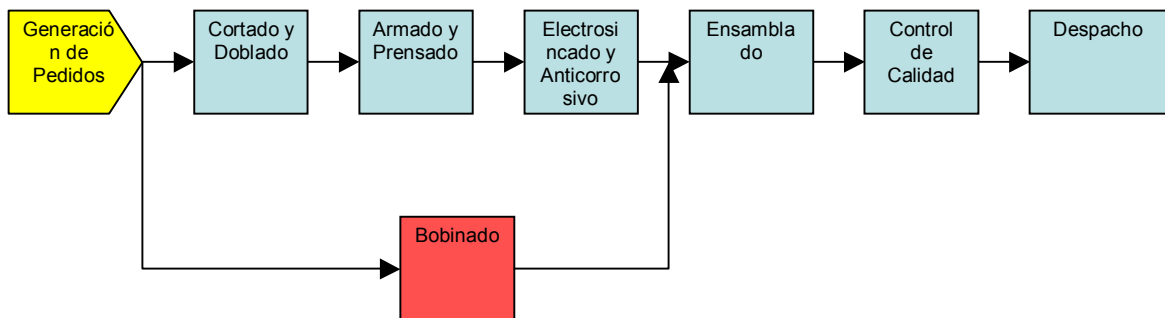 Generació
n de
Pedidos
Cortado y
Doblado
Armado y
Prensado
Electrosi
ncado y
Anticorro
sivo
Ensambla
do
Control
de
Calidad
Despacho
Bobinado